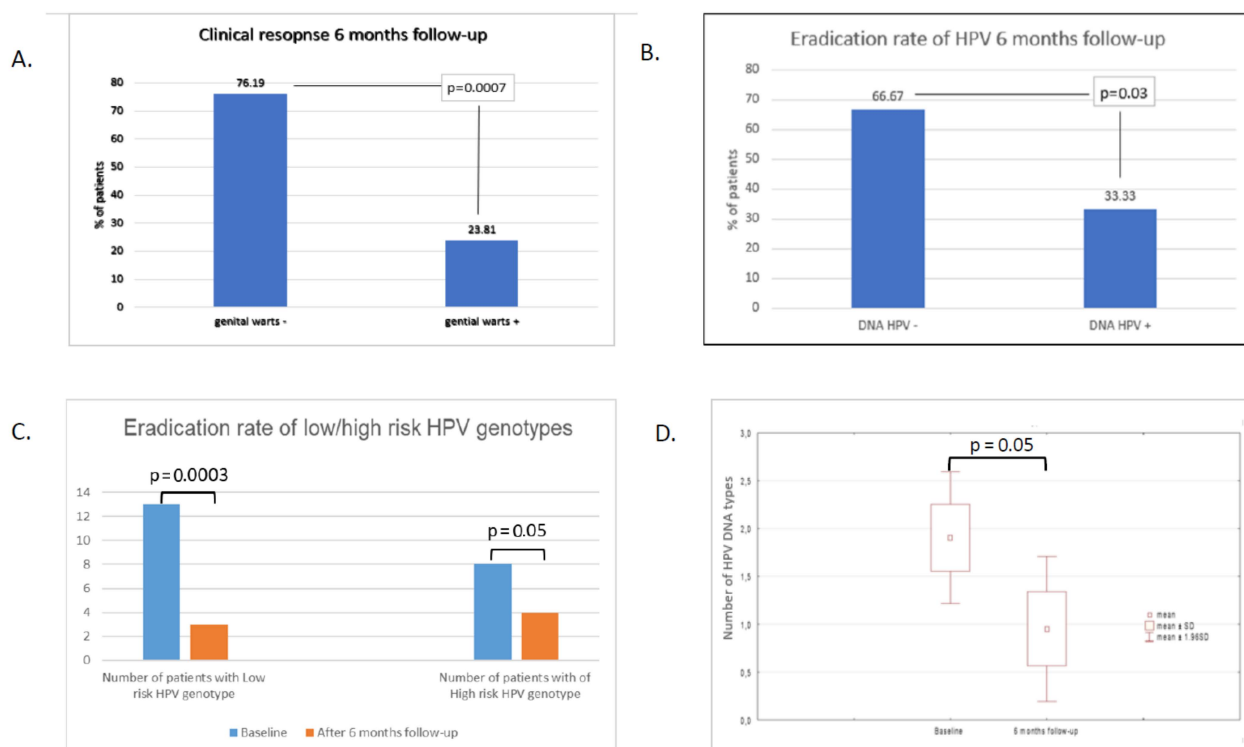 A.
Clinical resopnse 6 months follow-up
80
70
60
50
40
30
20
10
0
% of patients
76.19
p=0.0007
23.81
genital warts -
gential warts +
B.
Eradication rate of HPV 6 months follow-up
80
70
60
50
40
30
20
10
0
% of patients
66.67
p=0.03
33.33
DNA HPV -
DNA HPV +
C.
Eradication rate of low/high risk HPV genotypes
p=0.0003
p=0.05
14
12
10
8
6
4
2
0
Number of patients with Low
risk HPV genotype
Number of patients with of
High risk HPV genotype
Baseline
After 6 months follow-up
D.
p = 0.05
3,0
2,5
2,0
1,5
1,0
0,5
0,0
Number of HPV DNA types
mean
mean ± SD
mean ± 1.96SD
Baseline
6 months follow-up